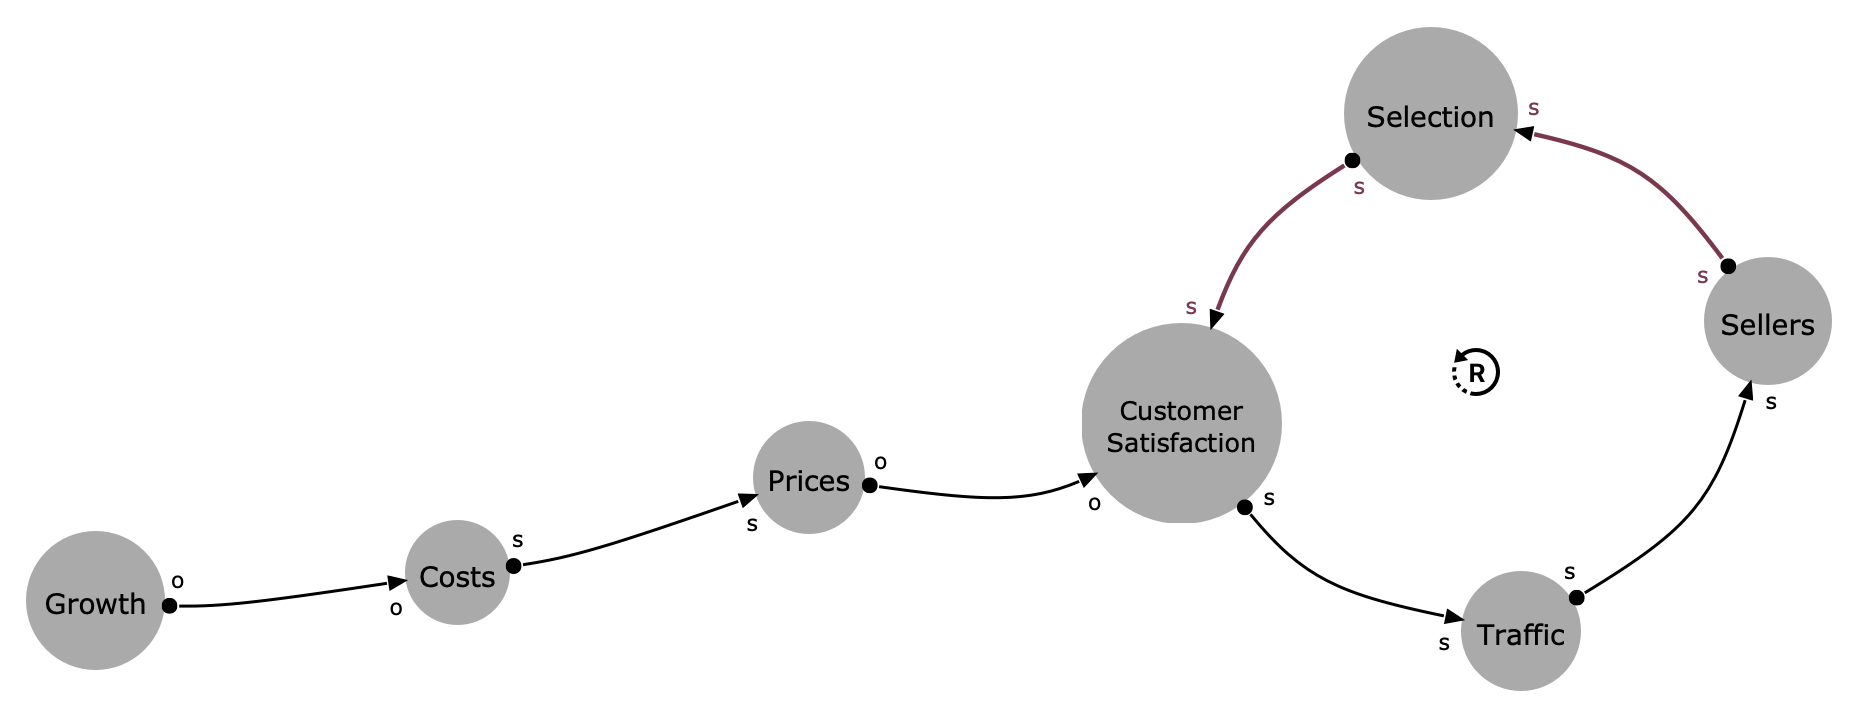 Selection
s
s
s
s
Sellers
s
R
Customer
Satisfaction
s
s
Traffic
s
s
o
o
Prices
s
s
Costs
o
o
Growth